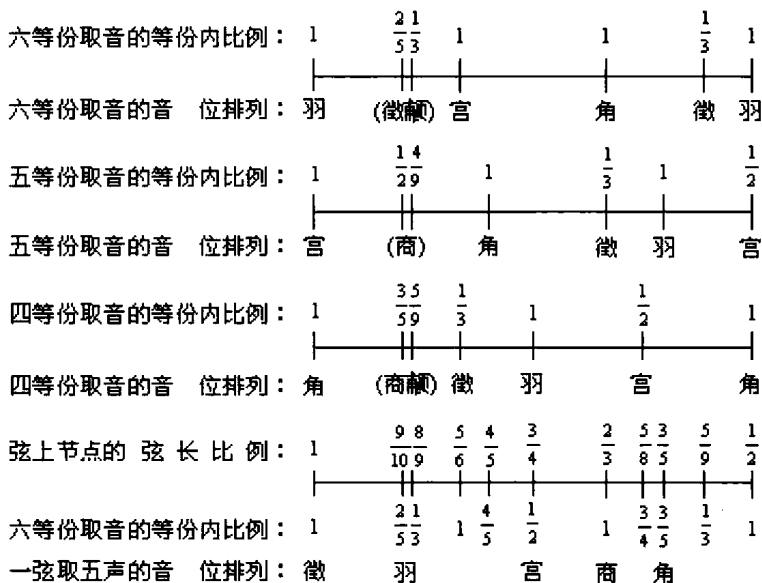 六等份取音的等份内比例： 1 2/5 1/3 1 1 1/3 1
六等份取音的音 位排列： 羽 (徵颟) 宫 角 徵 羽
五等份取音的等份内比例： 1 1/2 4/9 1 1/3 1 1/2
五等份取音的音 位排列： 宫 (商) 角 徵 羽 宫
四等份取音的等份内比例： 1 3/5 5/9 1/3 1 1/2 1
四等份取音的音 位排列： 角 (商 ) 徵 羽 宫 角
弦上节点的 弦 长 比 例： 1 9/10 8/9 5/6 4/5 3/4 2/3 5/8 3/5 5/9 1/2
六等份取音的等份内比例： 1 2/5 1/3 1 4/5 1/2 1 3/4 3/5 1/3 1
一弦取五声的音 位排列： 徵 羽 宫 商 角